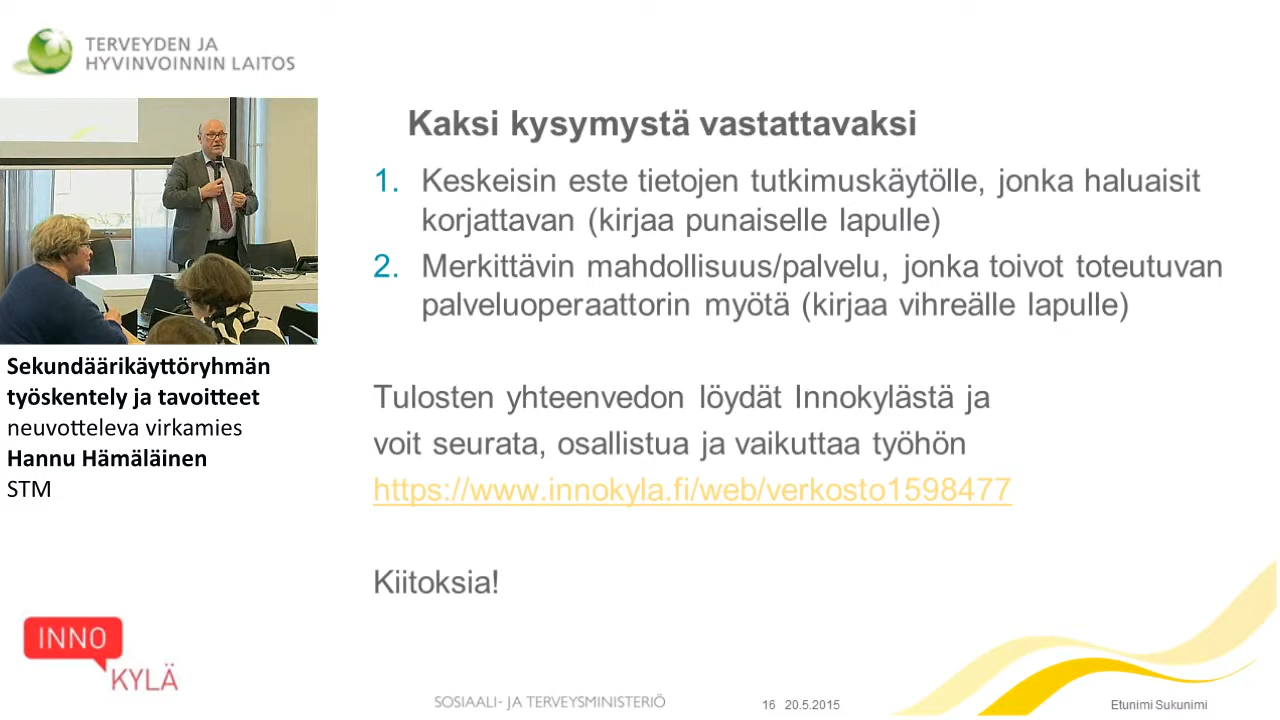 TERVEYDEN JA
HYVINVOINNIN LAITOS
Kaksi kysymystä vastattavaksi
1. Keskeisin este tietojen tutkimuskäytölle, jonka haluaisit
korjattavan (kirjaa punaiselle lapulle)
2. Merkittävin mahdollisuus/palvelu, jonka toivot toteutuvan
palveluoperaattorin myötä (kirjaa vihreälle lapulle)
Tulosten yhteenvedon löydät Innokylästä ja
voit seurata, osallistua ja vaikuttaa työhön
https://www.innokyla.fi/web/verkosto1598477
Kiitoksia!
Sekundäärikäyttöryhmän
työskentely ja tavoitteet
neuvotteleva virkamies
Hannu Hämäläinen
STM
INNO
KYLÄ
SOSIAALI- JA TERVEYSMINISTERIÖ
16 20.5.2015
Etunimi Sukunimi